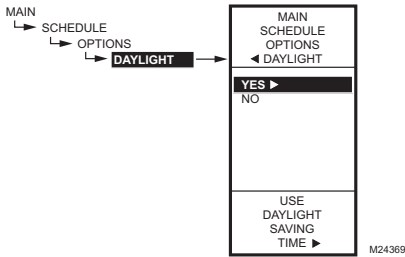 MAIN
SCHEDULE
OPTIONS
DAYLIGHT
MAIN
SCHEDULE
OPTIONS
◄ DAYLIGHT
YES ►
NO
USE
DAYLIGHT
SAVING
TIME ►
M24369